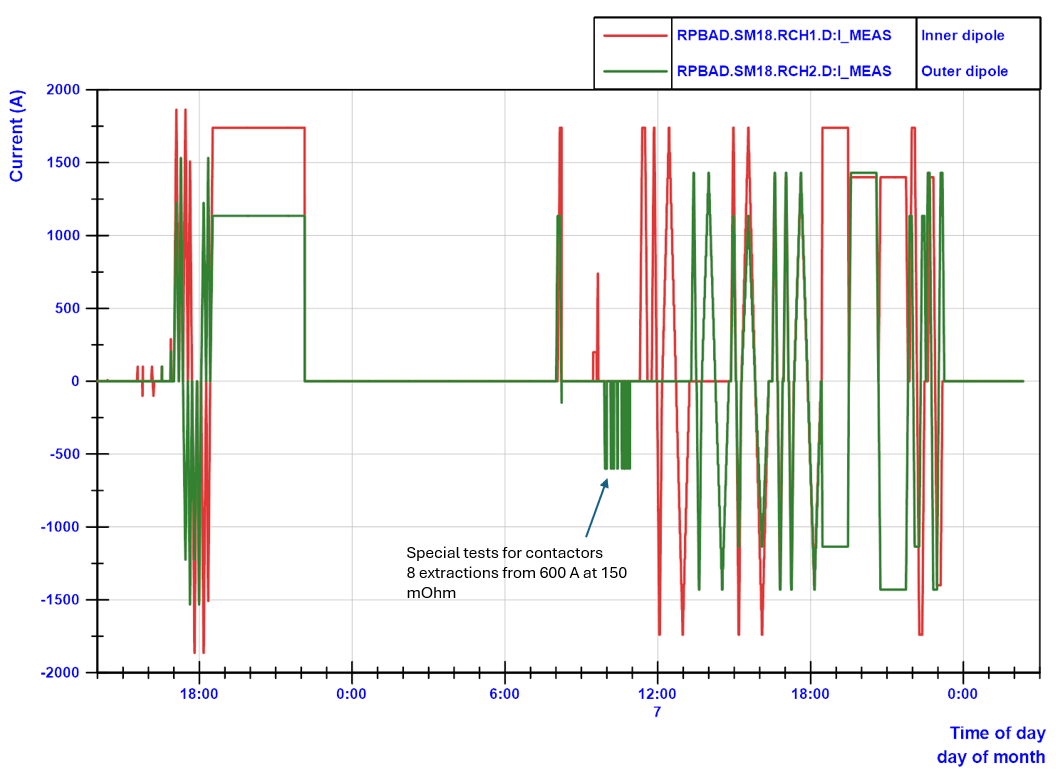 RPBAD.SM18.RCH1.D:I_MEAS Inner dipole
RPBAD.SM18.RCH2.D:I_MEAS Outer dipole
Current (A)
2000
1500
1000
500
0
-500
-1000
-1500
-2000
Special tests for contactors
8 extractions from 600 A at 150
mOhm
18:00 0:00 6:00 12:00 18:00 0:00
7
Time of day
day of month